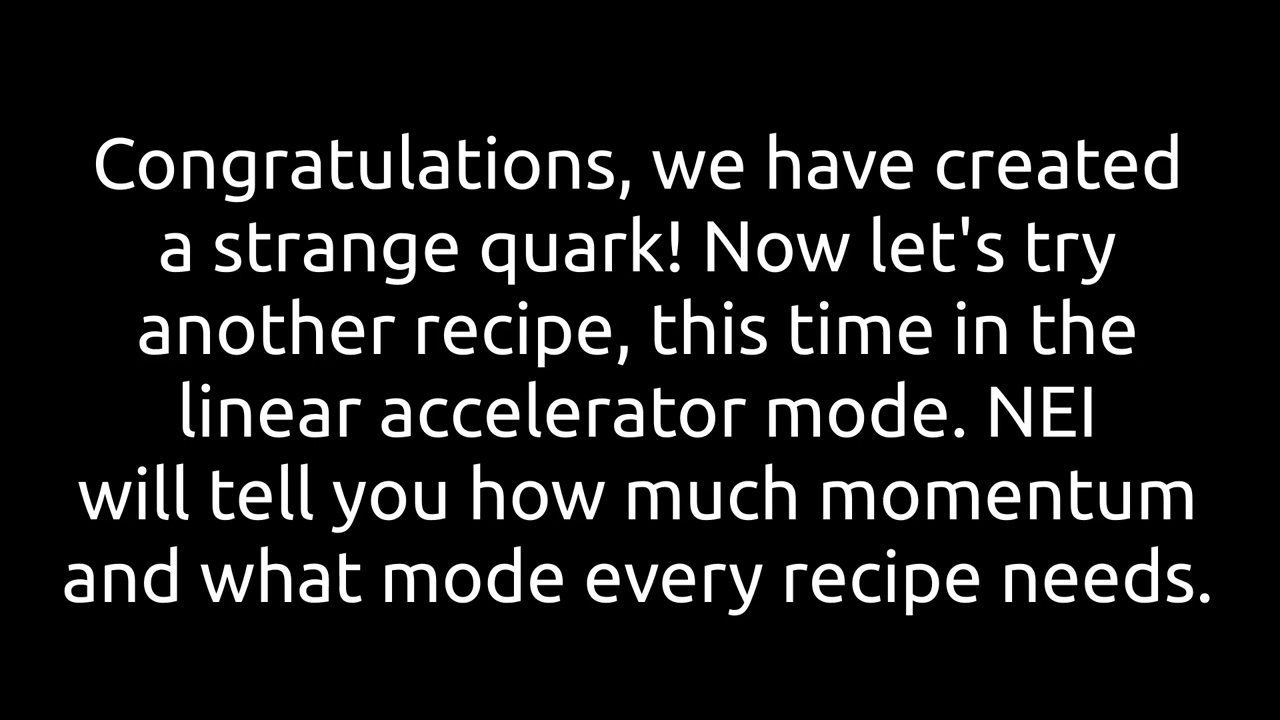 Congratulations, we have created
a strange quark! Now let's try
another recipe, this time in the
linear accelerator mode. NEI
will tell you how much momentum
and what mode every recipe needs.